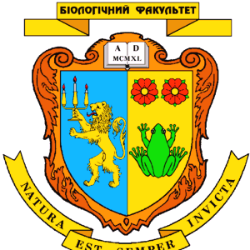 БІОЛОГІЧНИЙ ФАКУЛЬТЕТ
A D
MCMXL
NATURA
EST SEMPER
INVICTA